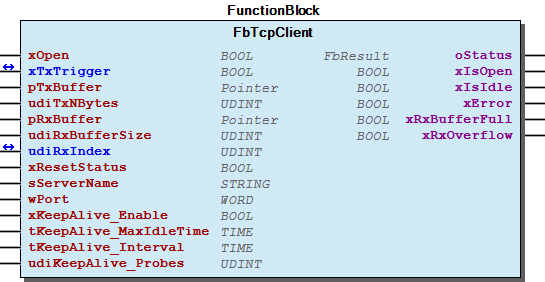 FunctionBlock
FbTcpClient
xOpen BOOL FbResult oStatus
xTxTrigger BOOL BOOL xIsOpen
pTxBuffer Pointer BOOL xIsIdle
udiTxNBytes UDINT BOOL xError
pRxBuffer Pointer BOOL xRxBufferFull
udiRxBufferSize UDINT BOOL xRxOverflow
udiRxIndex UDINT
xResetStatus BOOL
sServerName STRING
wPort WORD
xKeepAlive_Enable BOOL
tKeepAlive_MaxIdleTime TIME
tKeepAlive_Interval TIME
udiKeepAlive_Probes UDINT